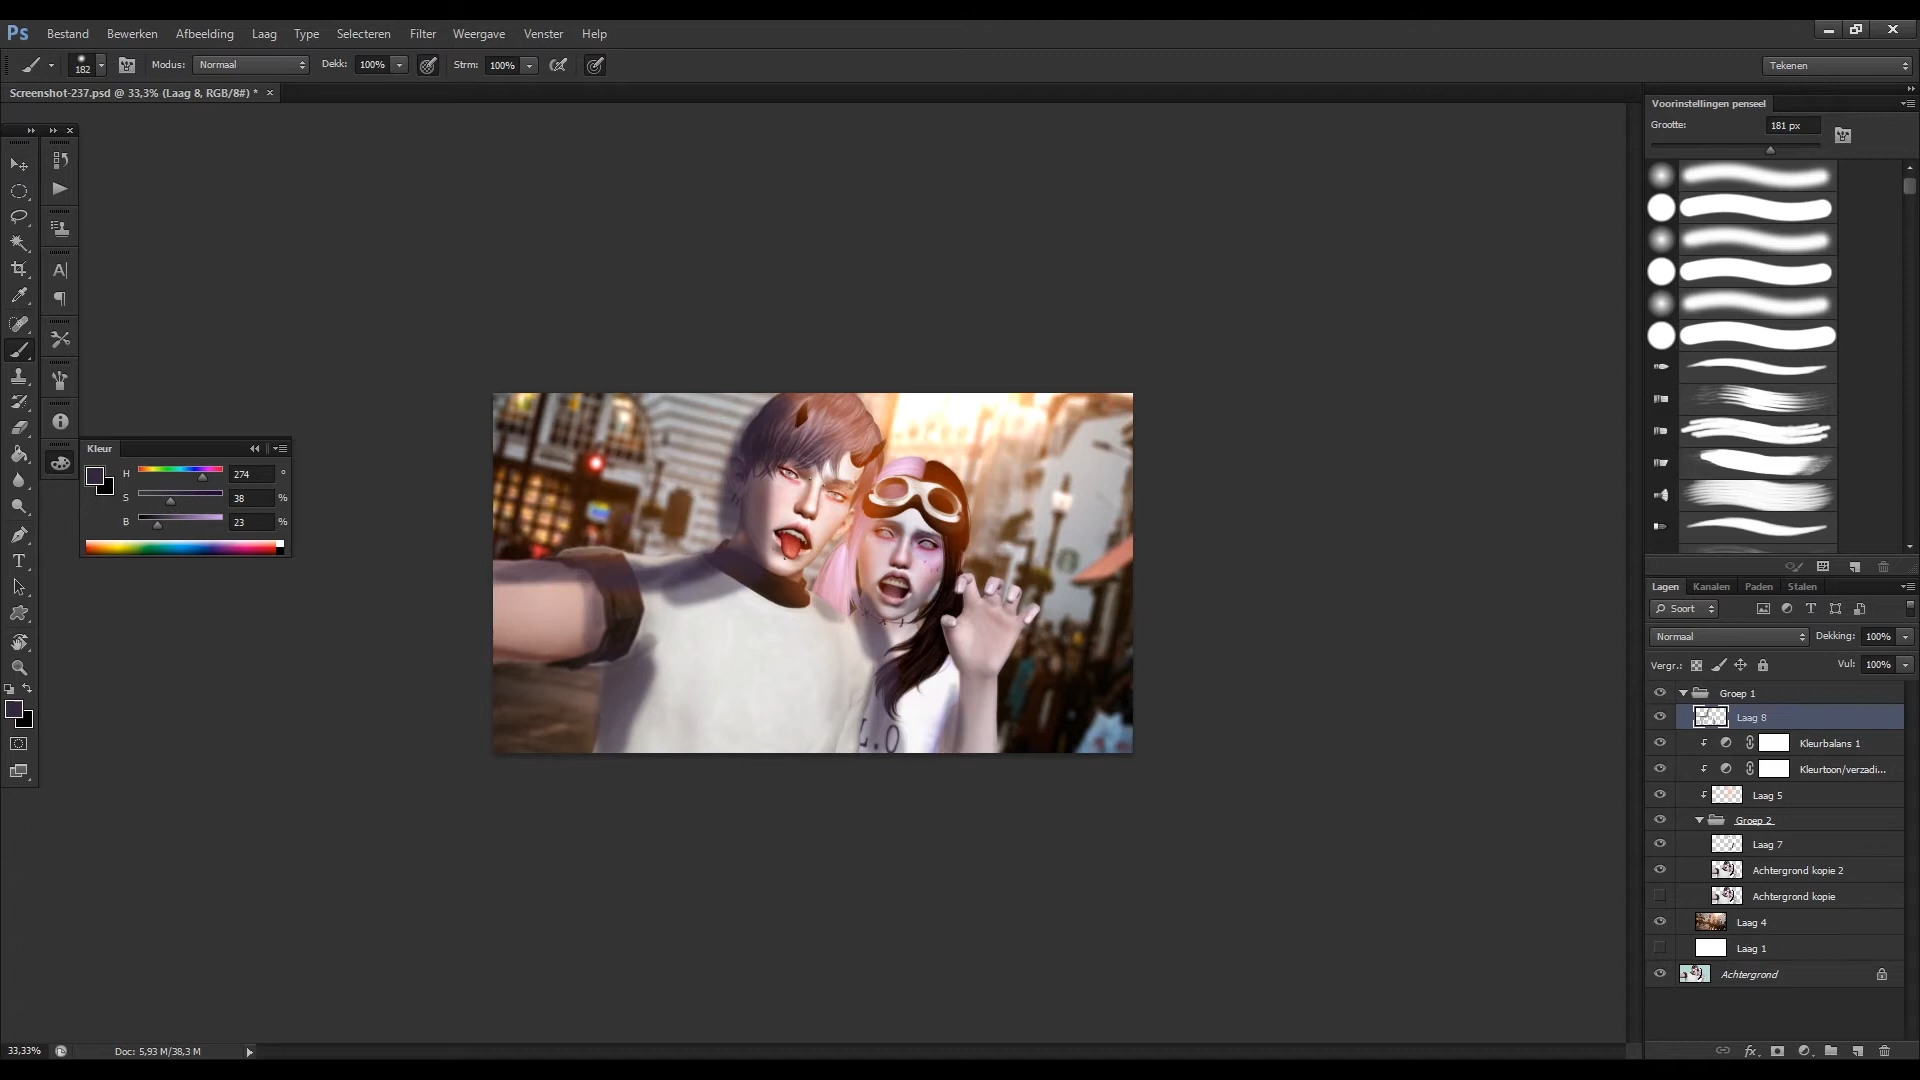 Ps Bestand Bewerken Afbeelding Laag Type Selecteren Filter Weergave Venster Help
182 Modus: Normaal Dekk: 100% Strm: 100% Tekenen
Screenshot-237.psd @ 33,3% (Laag 8, RGB/8#) * ×
Voorinstellingen penseel
Grootte: 181 px
Kleur
H 274 °
S 38 %
B 23 %
L.O
Lagen Kanalen Paden Stalen
Soort
Normaal Dekking: 100%
Vergr.: Vul: 100%
Groep 1
Laag 8
Kleurbalans 1
Kleurtoon/verzadi...
Laag 5
Groep 2
Laag 7
Achtergrond kopie 2
Achtergrond kopie
Laag 4
Laag 1
Achtergrond
33,33% Doc: 5,93 M/38,3 M
fx